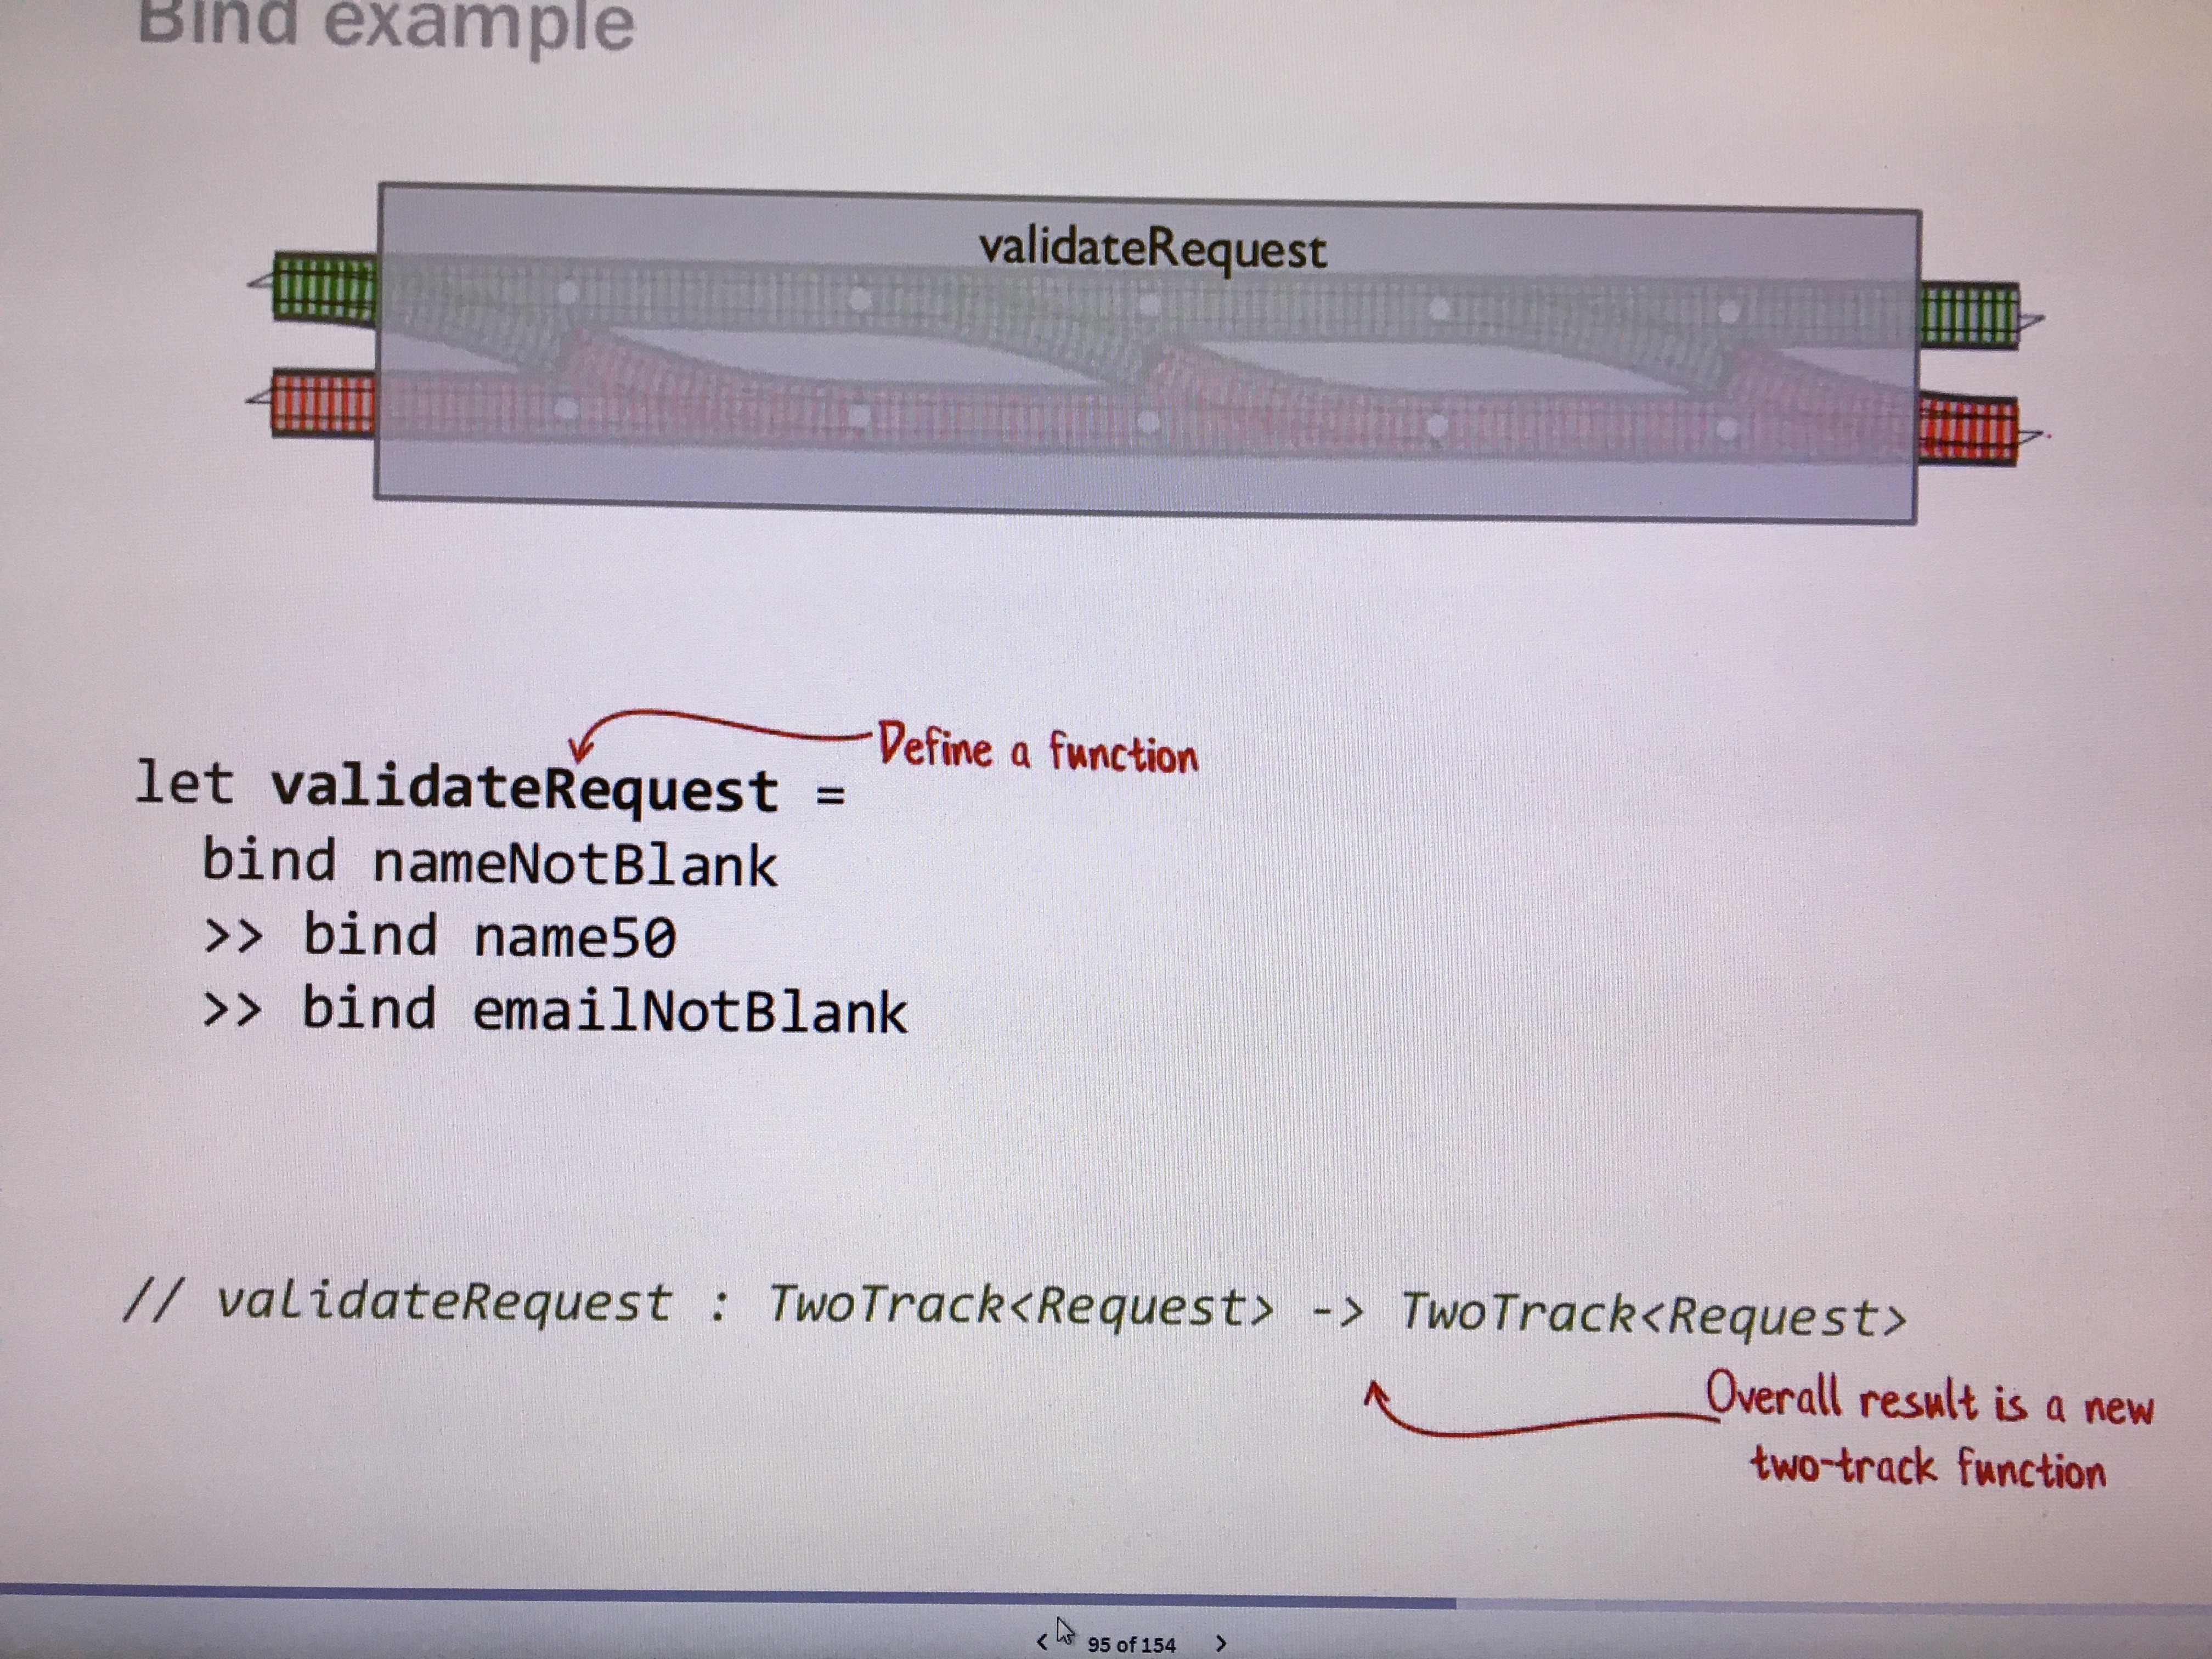 Bind example
validateRequest
Define a function
let validateRequest =
bind nameNotBlank
>> bind name50
>> bind emailNotBlank
// validateRequest : TwoTrack<Request> -> TwoTrack<Request>
Overall result is a new
two-track function
< 95 of 154 >